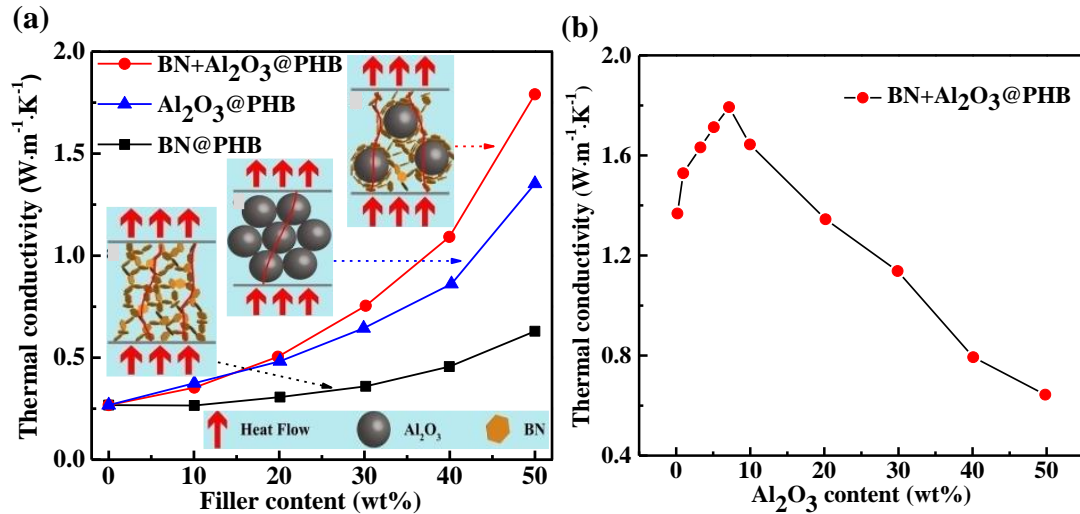 (a)
Thermal conductivity (W·m⁻¹·K⁻¹)
2.0
1.5
1.0
0.5
0.0
BN+Al₂O₃@PHB
Al₂O₃@PHB
BN@PHB
Heat Flow
Al₂O₃
BN
0 10 20 30 40 50
Filler content (wt%)
(b)
Thermal conductivity (W·m⁻¹·K⁻¹)
2.0
1.6
1.2
0.8
0.4
BN+Al₂O₃@PHB
0 10 20 30 40 50
Al₂O₃ content (wt%)